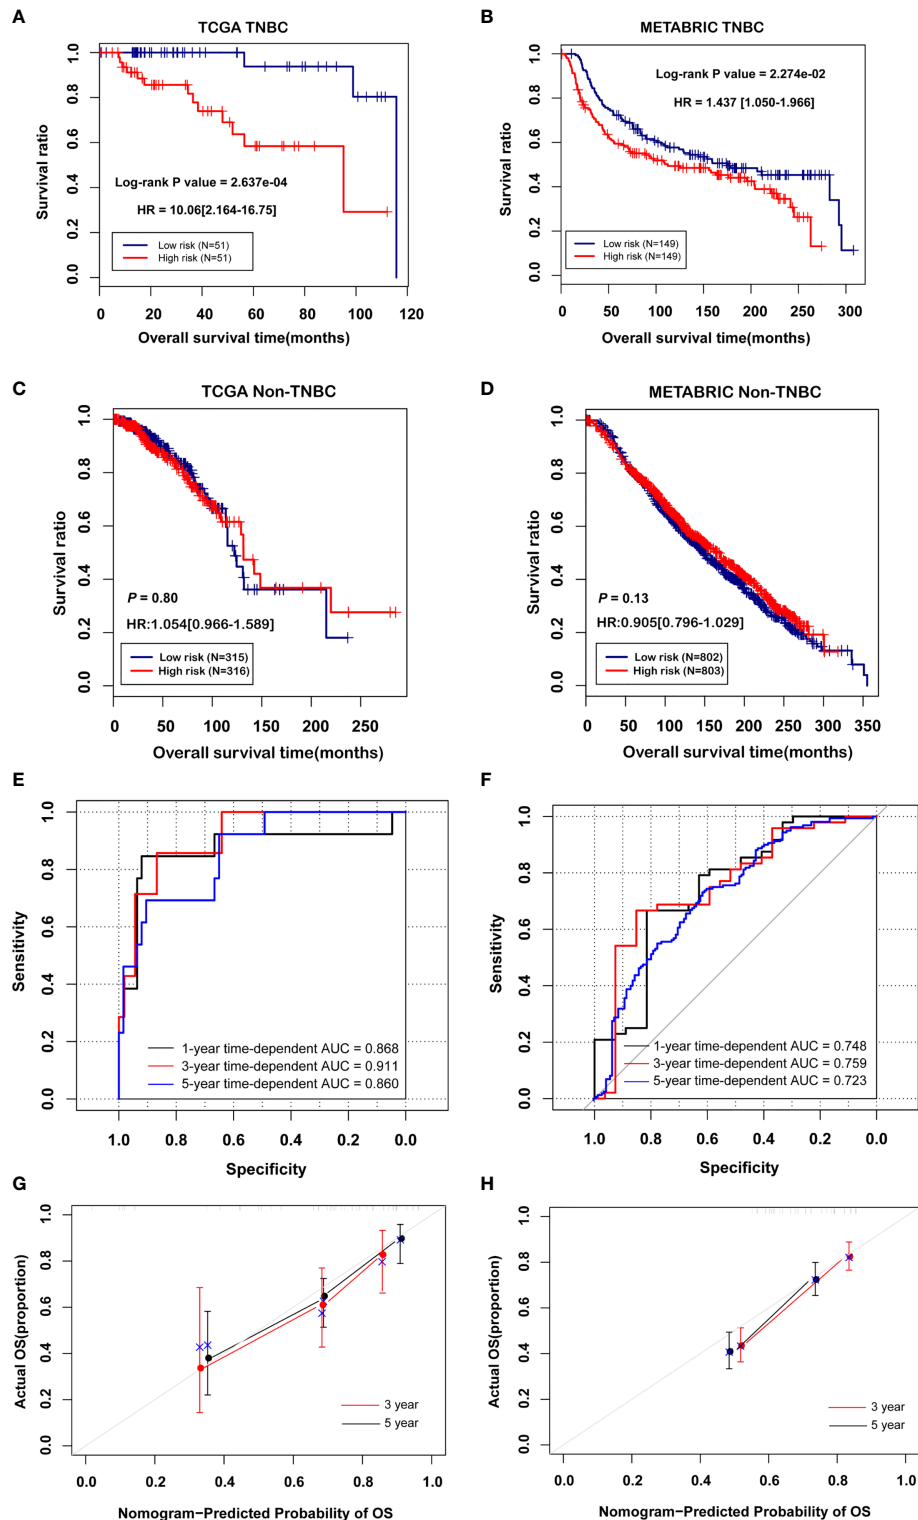 A
TCGA TNBC
Survival ratio
1.0
0.8
0.6
0.4
0.2
0.0
Log-rank P value = 2.637e-04
HR = 10.06[2.164-16.75]
Low risk (N=51)
High risk (N=51)
0 20 40 60 80 100 120
Overall survival time(months)
B
METABRIC TNBC
Survival ratio
1.0
0.8
0.6
0.4
0.2
0.0
Log-rank P value = 2.274e-02
HR = 1.437 [1.050-1.966]
Low risk (N=149)
High risk (N=149)
0 50 100 150 200 250 300
Overall survival time(months)
C
TCGA Non-TNBC
Survival ratio
1.0
0.8
0.6
0.4
0.2
0.0
P = 0.80
HR:1.054[0.966-1.589]
Low risk (N=315)
High risk (N=316)
0 50 100 150 200 250
Overall survival time(months)
D
METABRIC Non-TNBC
Survival ratio
1.0
0.8
0.6
0.4
0.2
0.0
P = 0.13
HR:0.905[0.796-1.029]
Low risk (N=802)
High risk (N=803)
0 50 100 150 200 250 300 350
Overall survival time(months)
E
Sensitivity
1.0
0.8
0.6
0.4
0.2
0.0
1-year time-dependent AUC = 0.868
3-year time-dependent AUC = 0.911
5-year time-dependent AUC = 0.860
1.0 0.8 0.6 0.4 0.2 0.0
Specificity
F
Sensitivity
1.0
0.8
0.6
0.4
0.2
0.0
1-year time-dependent AUC = 0.748
3-year time-dependent AUC = 0.759
5-year time-dependent AUC = 0.723
1.0 0.8 0.6 0.4 0.2 0.0
Specificity
G
Actual OS(proportion)
1.0
0.8
0.6
0.4
0.2
0.0
3 year
5 year
0.0 0.2 0.4 0.6 0.8 1.0
Nomogram−Predicted Probability of OS
H
Actual OS(proportion)
1.0
0.8
0.6
0.4
0.2
0.0
3 year
5 year
0.0 0.2 0.4 0.6 0.8 1.0
Nomogram−Predicted Probability of OS